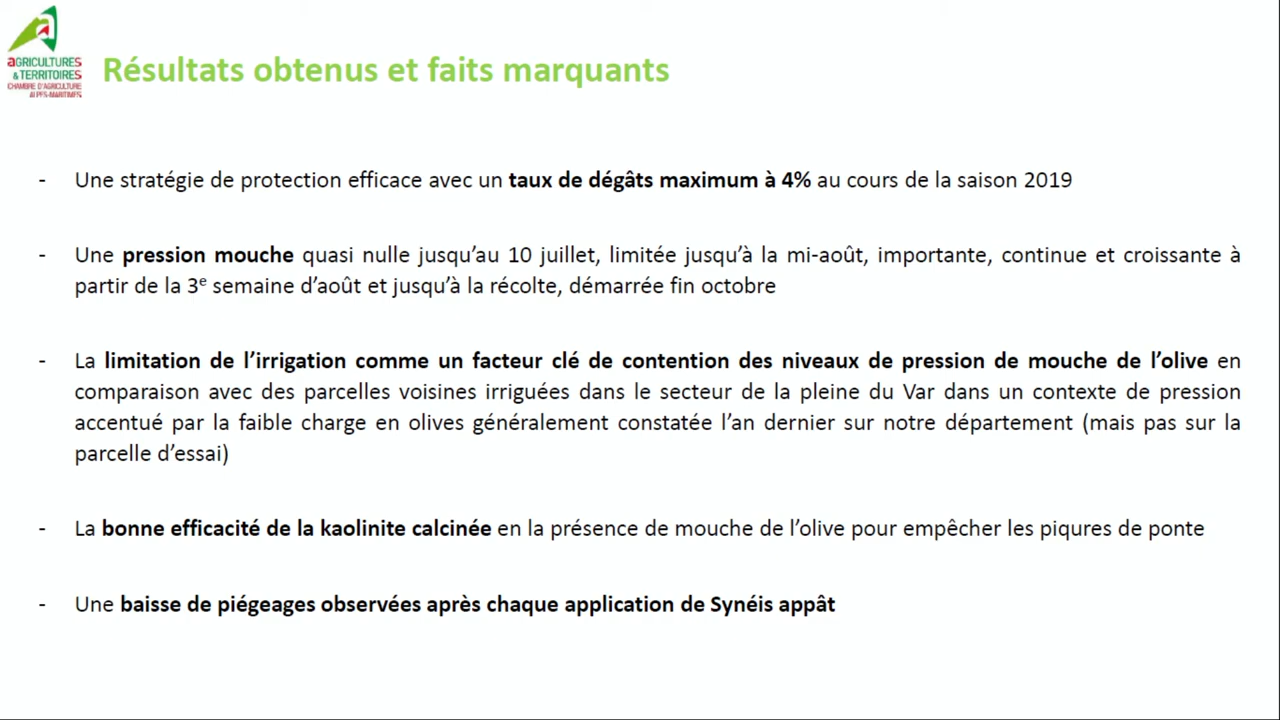 AGRICULTURES
& TERRITOIRES
CHAMBRE D'AGRICULTURE
ALPES-MARITIMES
Résultats obtenus et faits marquants
- Une stratégie de protection efficace avec un taux de dégâts maximum à 4% au cours de la saison 2019
- Une pression mouche quasi nulle jusqu'au 10 juillet, limitée jusqu'à la mi-août, importante, continue et croissante à
partir de la 3e semaine d'août et jusqu'à la récolte, démarrée fin octobre
- La limitation de l'irrigation comme un facteur clé de contention des niveaux de pression de mouche de l'olive en
comparaison avec des parcelles voisines irriguées dans le secteur de la pleine du Var dans un contexte de pression
accentué par la faible charge en olives généralement constatée l'an dernier sur notre département (mais pas sur la
parcelle d'essai)
- La bonne efficacité de la kaolinite calcinée en la présence de mouche de l'olive pour empêcher les piqures de ponte
- Une baisse de piégeages observées après chaque application de Synéis appât